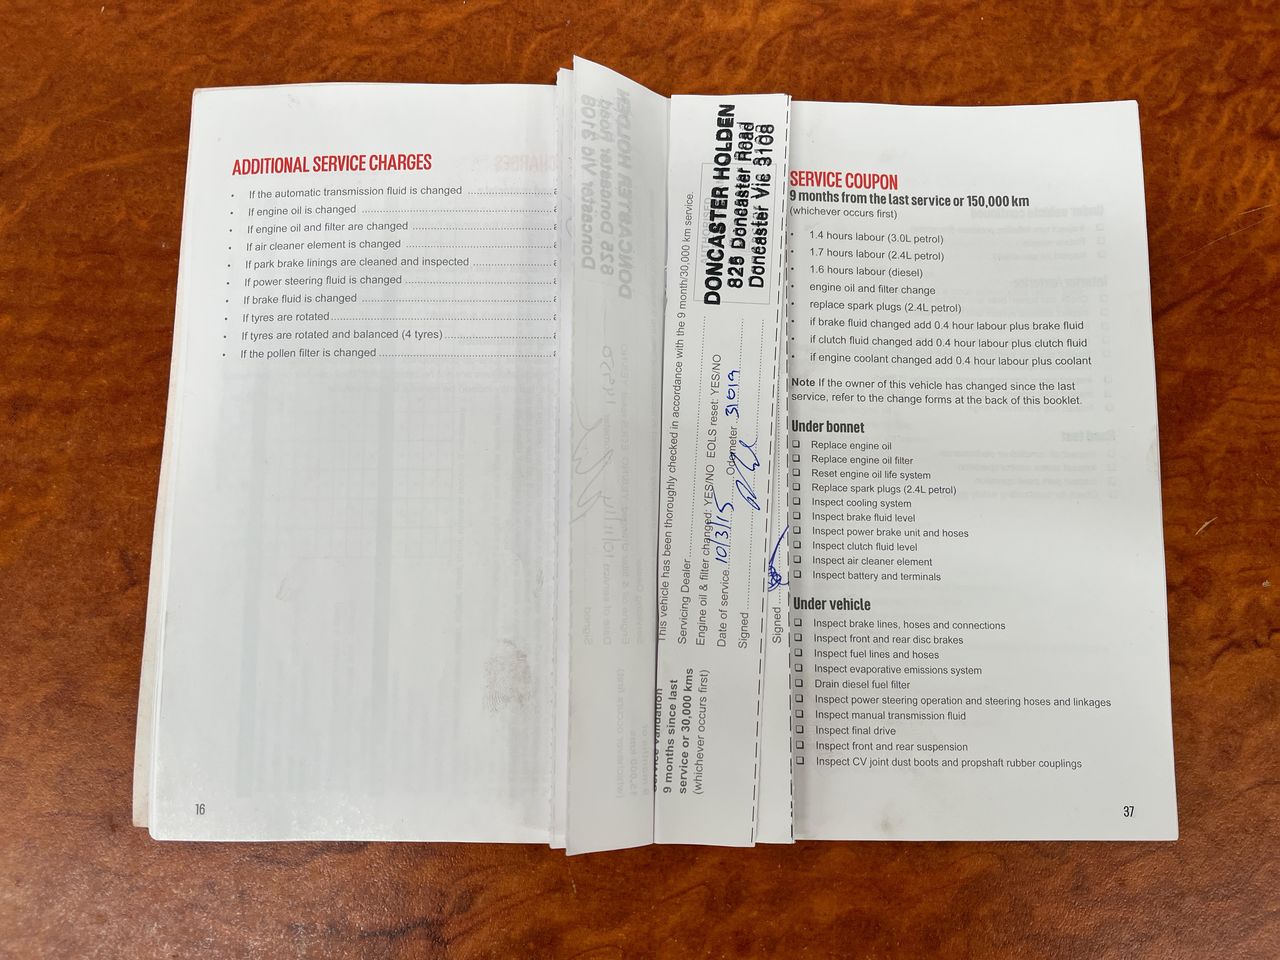 ADDITIONAL SERVICE CHARGES
• If the automatic transmission fluid is changed
• If engine oil is changed
• If engine oil and filter are changed
• If air cleaner element is changed
• If park brake linings are cleaned and inspected
• If power steering fluid is changed
• If brake fluid is changed
• If tyres are rotated
• If tyres are rotated and balanced (4 tyres)
• If the pollen filter is changed
16
Service Validation
9 months since last
service or 30,000 kms
(whichever occurs first)
This vehicle has been thoroughly checked in accordance with the 9 month/30,000 km service.
Servicing Dealer
Engine oil & filter changed: YES/NO EOLS reset: YES/NO
Date of service 10/3/15 Odometer 31019
Signed
DONCASTER HOLDEN
825 Doncaster Road
Doncaster Vic 3108
Signed
SERVICE COUPON
9 months from the last service or 150,000 km
(whichever occurs first)
• 1.4 hours labour (3.0L petrol)
• 1.7 hours labour (2.4L petrol)
• 1.6 hours labour (diesel)
• engine oil and filter change
• replace spark plugs (2.4L petrol)
• if brake fluid changed add 0.4 hour labour plus brake fluid
• if clutch fluid changed add 0.4 hour labour plus clutch fluid
• if engine coolant changed add 0.4 hour labour plus coolant
Note If the owner of this vehicle has changed since the last
service, refer to the change forms at the back of this booklet.
Under bonnet
❑ Replace engine oil
❑ Replace engine oil filter
❑ Reset engine oil life system
❑ Replace spark plugs (2.4L petrol)
❑ Inspect cooling system
❑ Inspect brake fluid level
❑ Inspect power brake unit and hoses
❑ Inspect clutch fluid level
❑ Inspect air cleaner element
❑ Inspect battery and terminals
Under vehicle
❑ Inspect brake lines, hoses and connections
❑ Inspect front and rear disc brakes
❑ Inspect fuel lines and hoses
❑ Inspect evaporative emissions system
❑ Drain diesel fuel filter
❑ Inspect power steering operation and steering hoses and linkages
❑ Inspect manual transmission fluid
❑ Inspect final drive
❑ Inspect front and rear suspension
❑ Inspect CV joint dust boots and propshaft rubber couplings
37